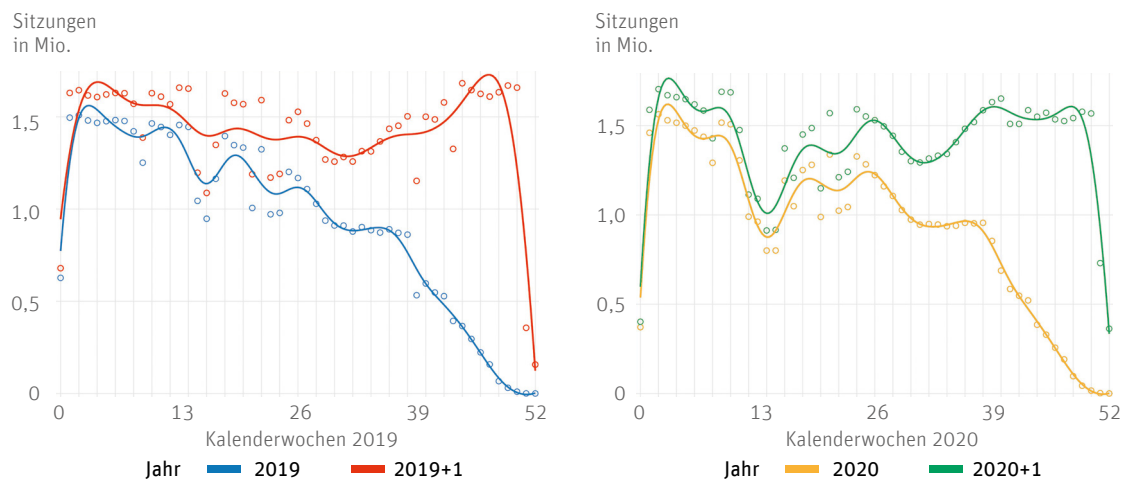 Sitzungen
in Mio.
1,5
1,0
0,5
0
0 13 26 39 52
Kalenderwochen 2019
Jahr 2019 2019+1
Sitzungen
in Mio.
1,5
1,0
0,5
0
0 13 26 39 52
Kalenderwochen 2020
Jahr 2020 2020+1